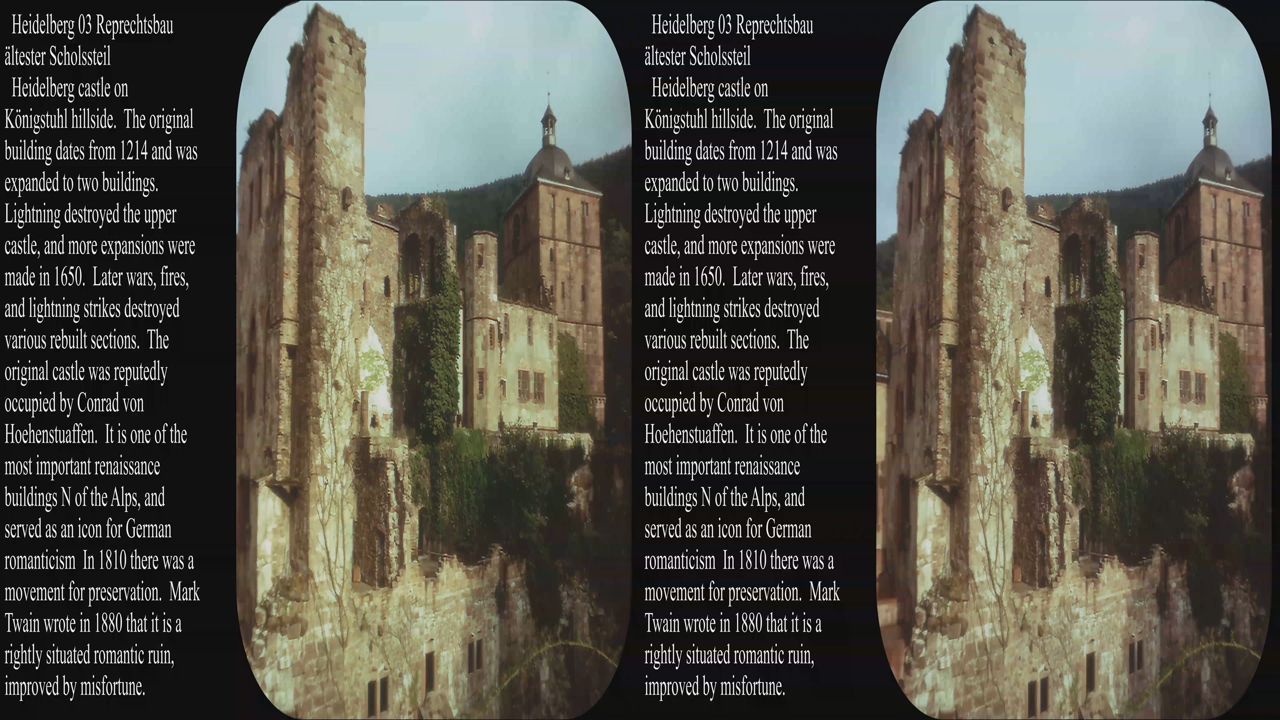 Heidelberg 03 Reprechtsbau
ältester Scholssteil
Heidelberg castle on
Königstuhl hillside.  The original
building dates from 1214 and was
expanded to two buildings.
Lightning destroyed the upper
castle, and more expansions were
made in 1650.  Later wars, fires,
and lightning strikes destroyed
various rebuilt sections.  The
original castle was reputedly
occupied by Conrad von
Hoehenstuaffen.  It is one of the
most important renaissance
buildings N of the Alps, and
served as an icon for German
romanticism  In 1810 there was a
movement for preservation.  Mark
Twain wrote in 1880 that it is a
rightly situated romantic ruin,
improved by misfortune.
Heidelberg 03 Reprechtsbau
ältester Scholssteil
Heidelberg castle on
Königstuhl hillside.  The original
building dates from 1214 and was
expanded to two buildings.
Lightning destroyed the upper
castle, and more expansions were
made in 1650.  Later wars, fires,
and lightning strikes destroyed
various rebuilt sections.  The
original castle was reputedly
occupied by Conrad von
Hoehenstuaffen.  It is one of the
most important renaissance
buildings N of the Alps, and
served as an icon for German
romanticism  In 1810 there was a
movement for preservation.  Mark
Twain wrote in 1880 that it is a
rightly situated romantic ruin,
improved by misfortune.